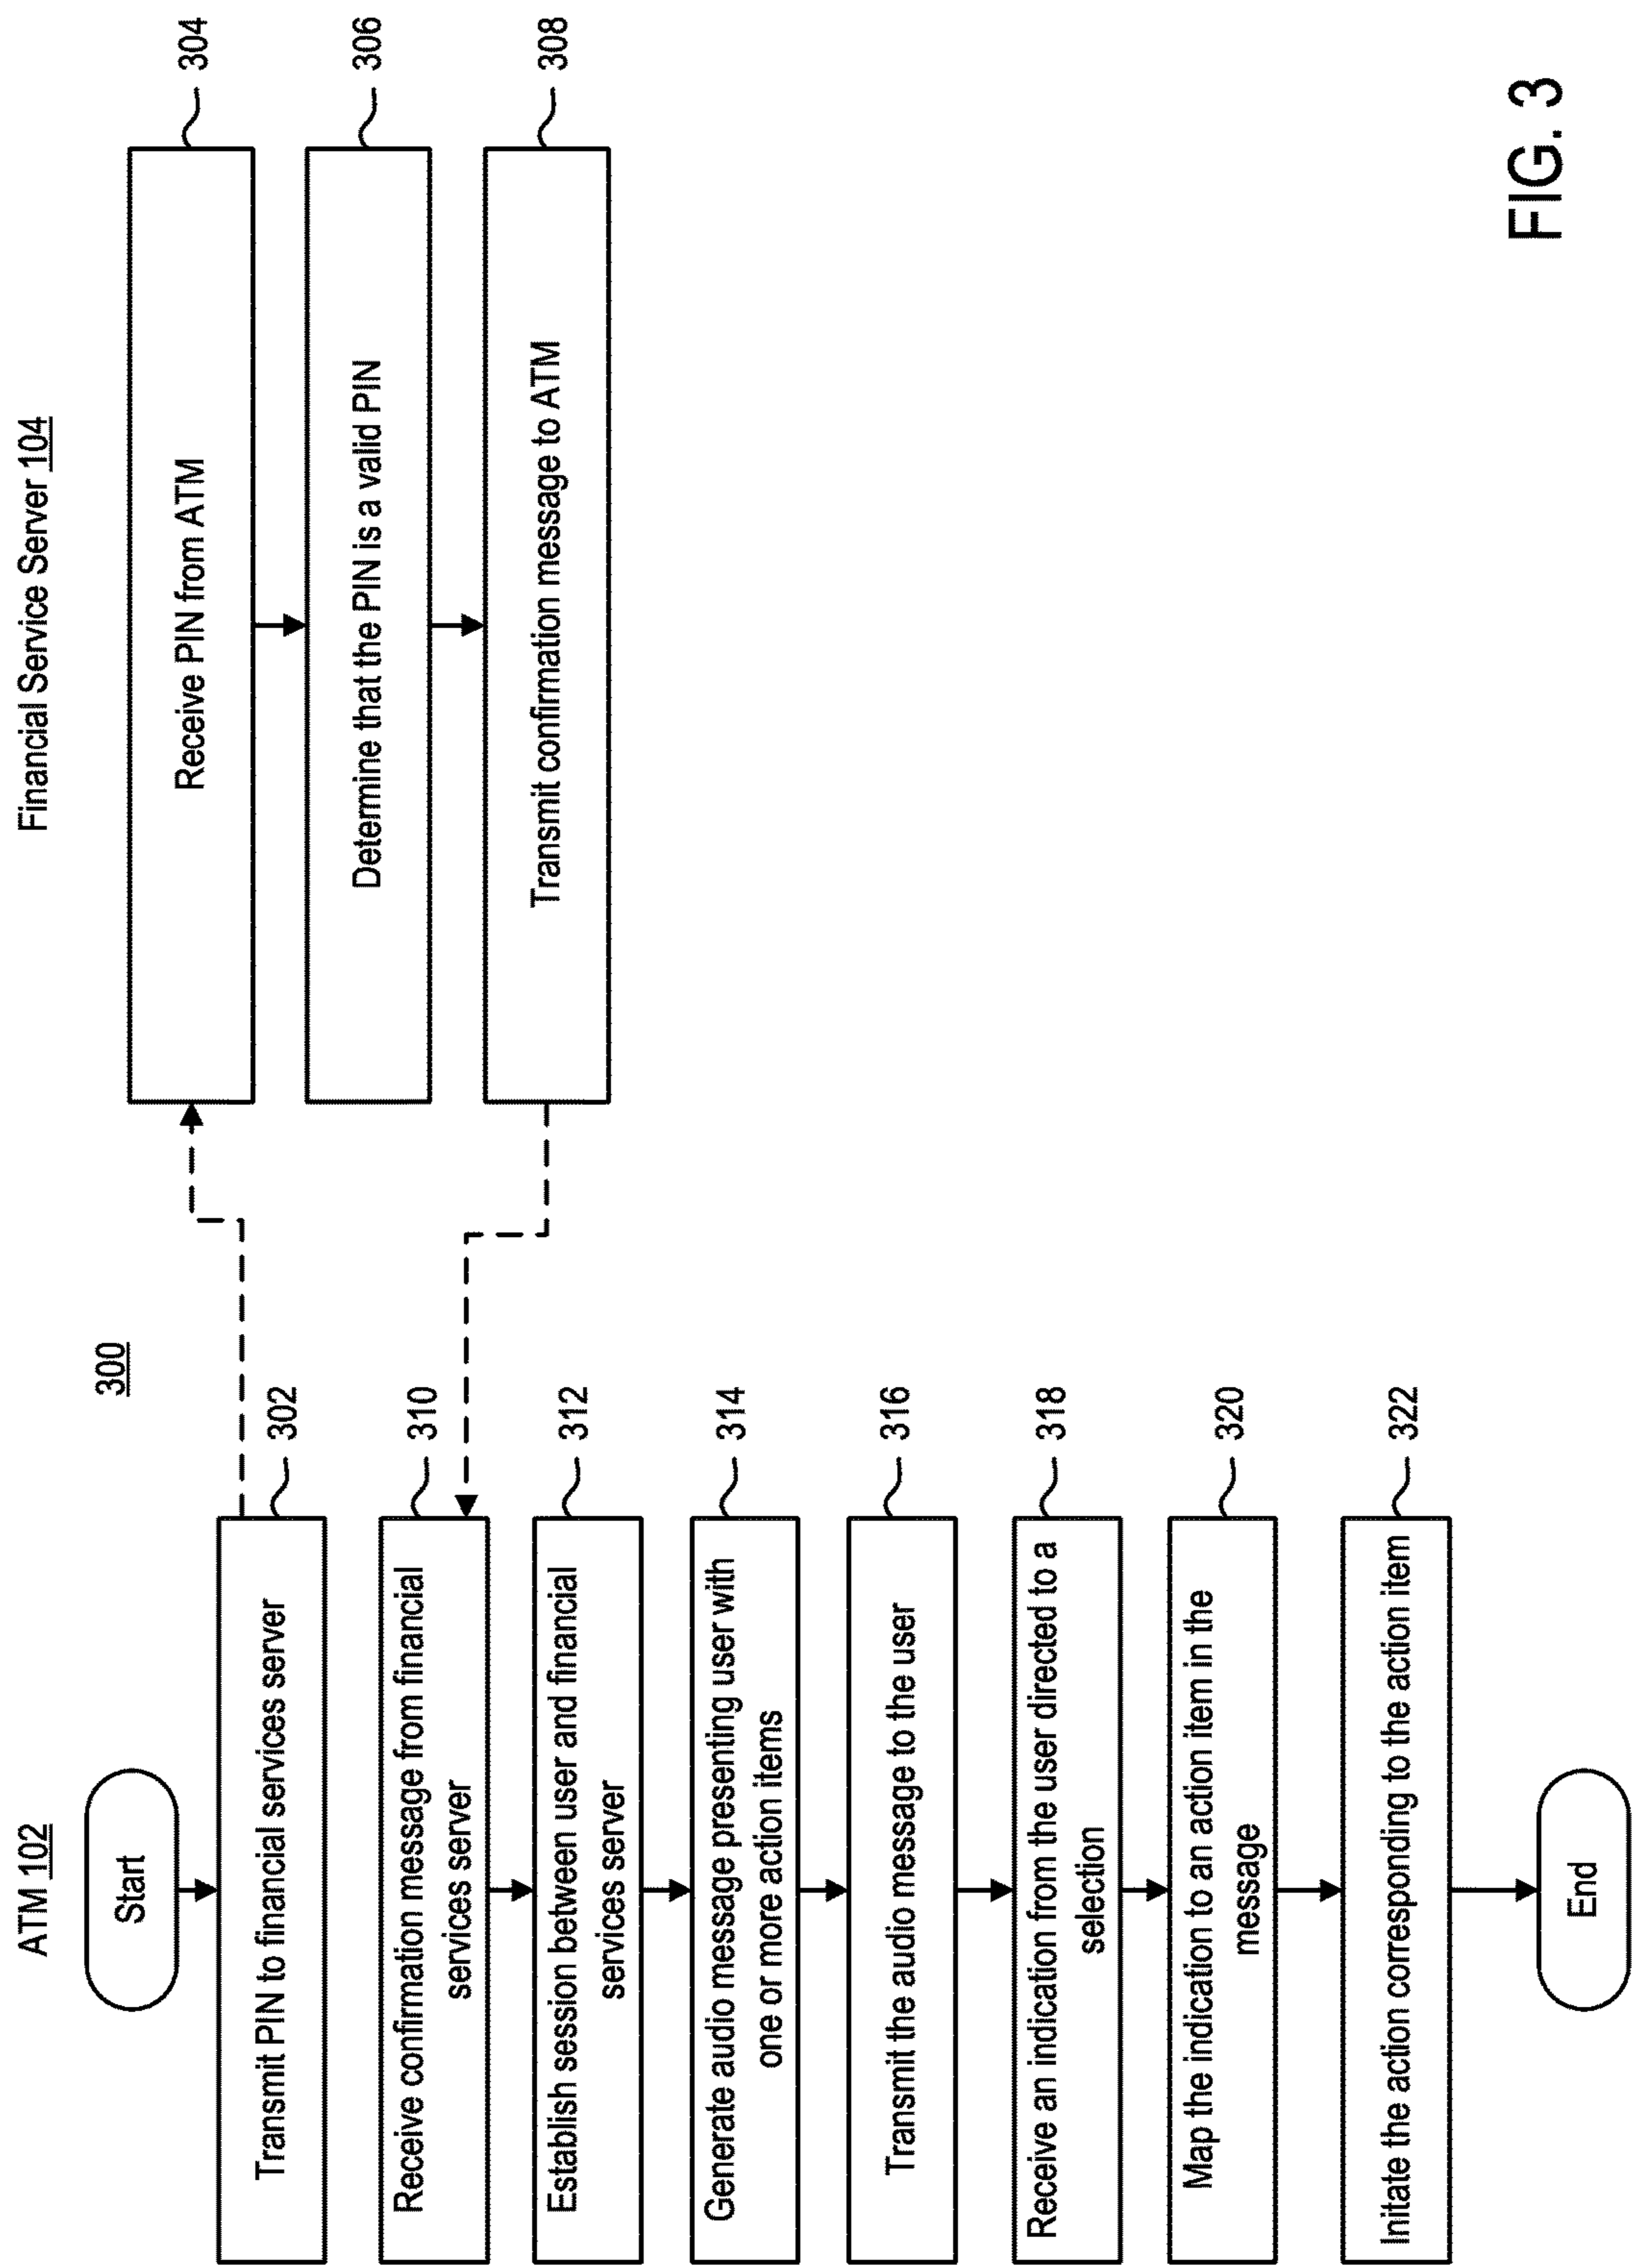 300
ATM 102
Start
Transmit PIN to financial services server
302
Receive confirmation message from financial
services server
310
Establish session between user and financial
services server
312
Generate audio message presenting user with
one or more action items
314
Transmit the audio message to the user
316
Receive an indication from the user directed to a
selection
318
Map the indication to an action item in the
message
320
Initiate the action corresponding to the action item
322
End
Financial Service Server 104
Receive PIN from ATM
304
Determine that the PIN is a valid PIN
306
Transmit confirmation message to ATM
308
FIG. 3